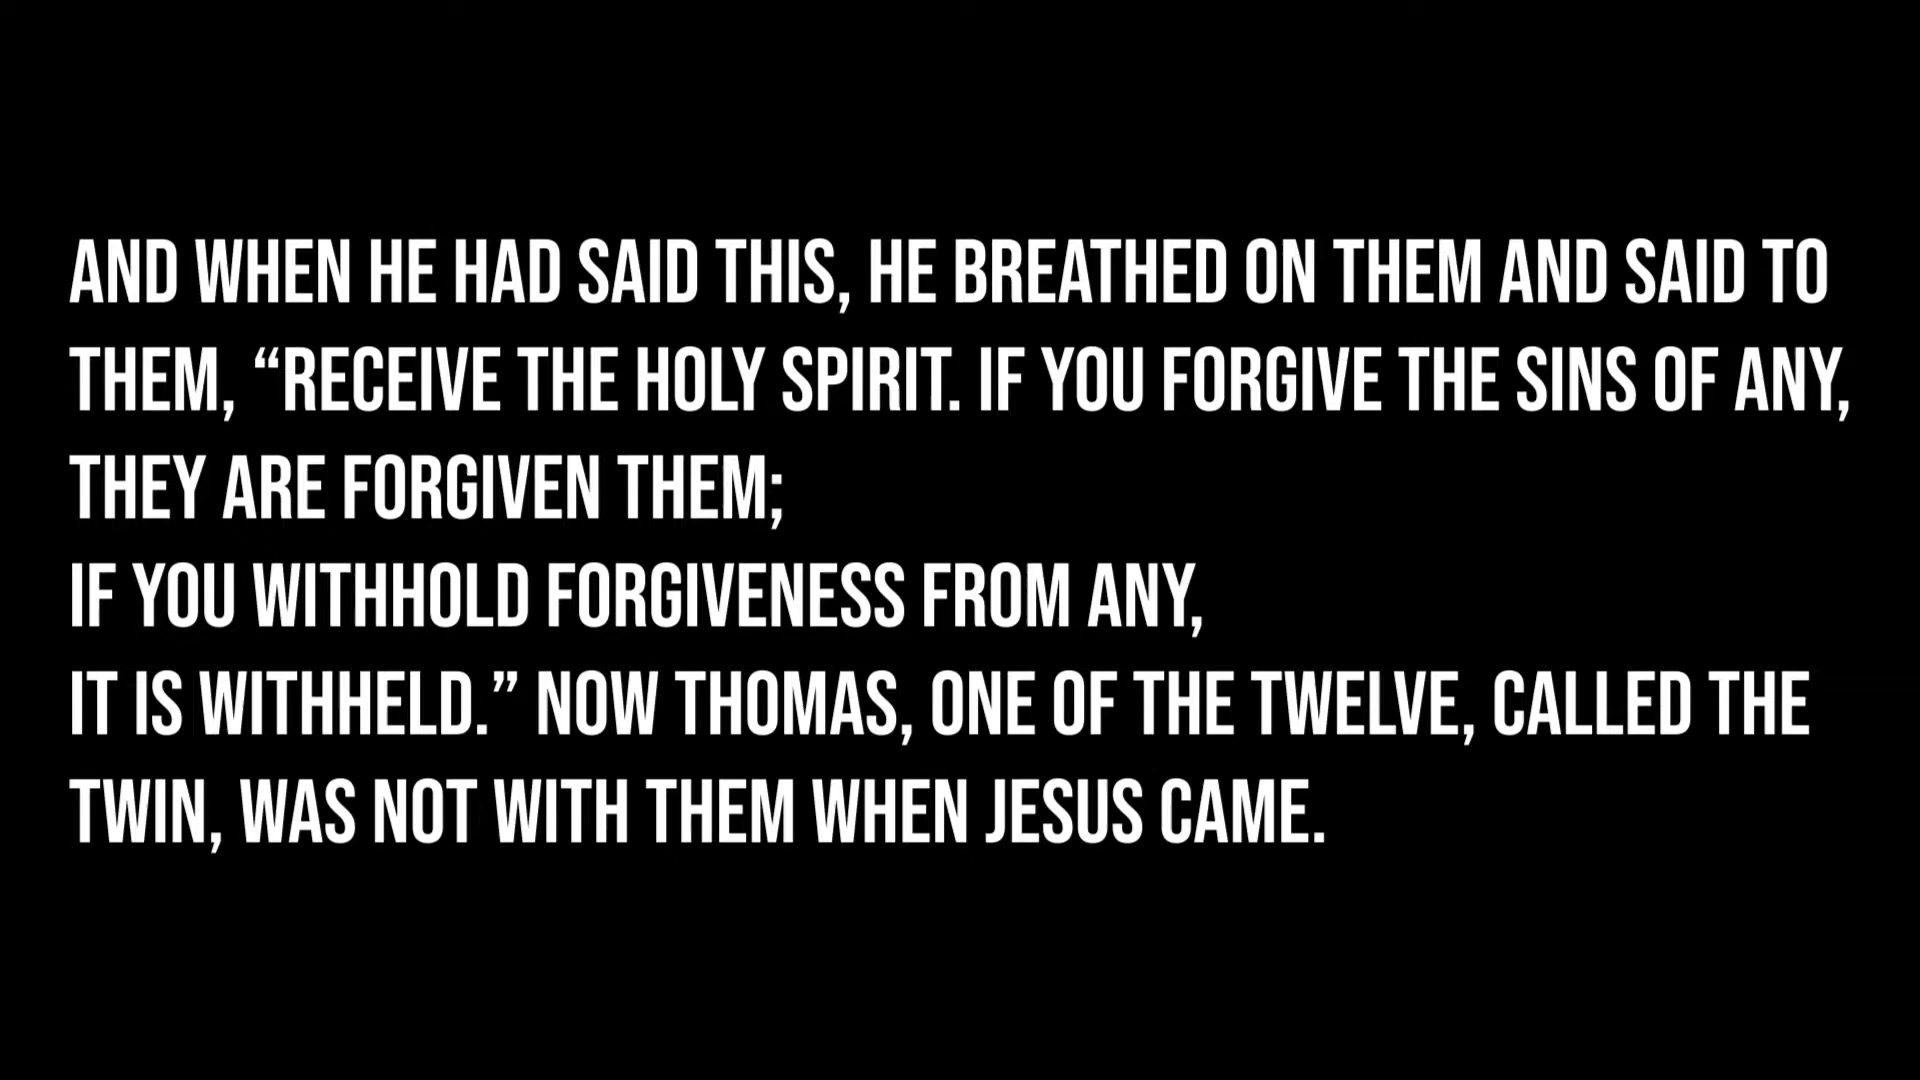 AND WHEN HE HAD SAID THIS, HE BREATHED ON THEM AND SAID TO
THEM, “RECEIVE THE HOLY SPIRIT. IF YOU FORGIVE THE SINS OF ANY,
THEY ARE FORGIVEN THEM;
IF YOU WITHHOLD FORGIVENESS FROM ANY,
IT IS WITHHELD.” NOW THOMAS, ONE OF THE TWELVE, CALLED THE
TWIN, WAS NOT WITH THEM WHEN JESUS CAME.